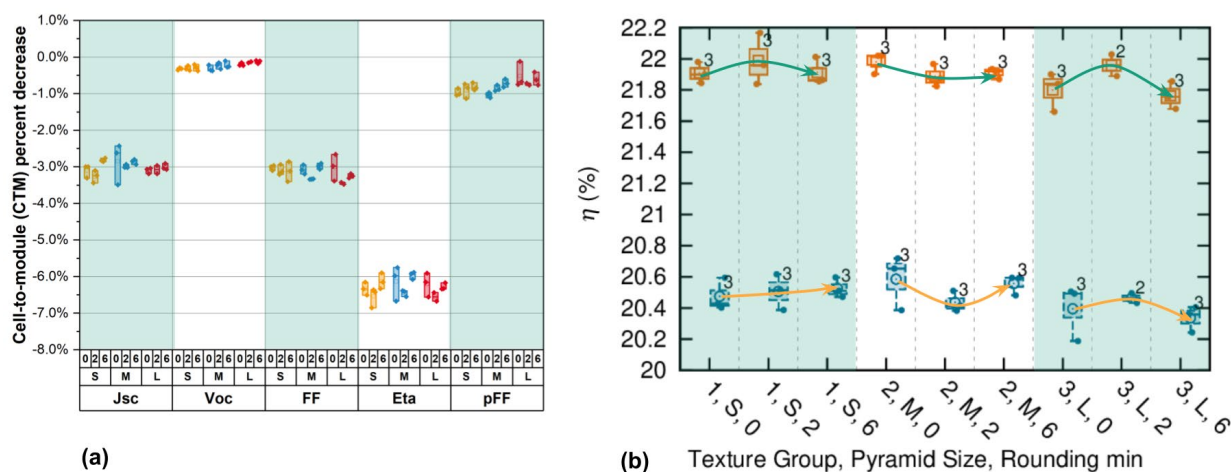 Cell-to-module (CTM) percent decrease
1.0%
0.0%
-1.0%
-2.0%
-3.0%
-4.0%
-5.0%
-6.0%
-7.0%
-8.0%
0 2 6 0 2 6 0 2 6 0 2 6 0 2 6 0 2 6 0 2 6 0 2 6 0 2 6 0 2 6 0 2 6 0 2 6 0 2 6 0 2 6 0 2 6
S M L S M L S M L S M L S M L
Jsc Voc FF Eta pFF
(a)
η (%)
22.2
22
21.8
21.6
21.4
21.2
21
20.8
20.6
20.4
20.2
20
3 3 3 3 3 3 3 2 3
3 3 3 3 3 3 3 2 3
1, S, 0
1, S, 2
1, S, 6
2, M, 0
2, M, 2
2, M, 6
3, L, 0
3, L, 2
3, L, 6
(b) Texture Group, Pyramid Size, Rounding min